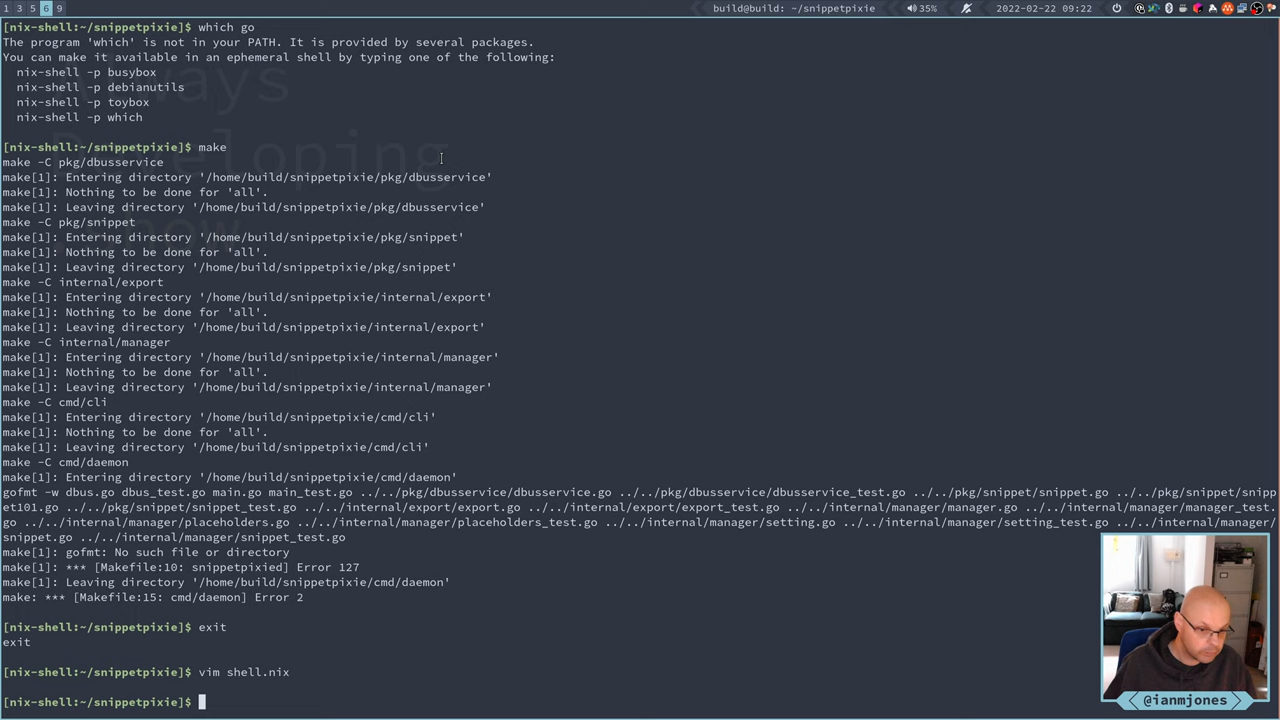 1 3 5 6 9
build@build: ~/snippetpixie
35%
2022-02-22 09:22
[nix-shell:~/snippetpixie]$ which go
The program 'which' is not in your PATH. It is provided by several packages.
You can make it available in an ephemeral shell by typing one of the following:
  nix-shell -p busybox
  nix-shell -p debianutils
  nix-shell -p toybox
  nix-shell -p which
[nix-shell:~/snippetpixie]$ make
make -C pkg/dbusservice
make[1]: Entering directory '/home/build/snippetpixie/pkg/dbusservice'
make[1]: Nothing to be done for 'all'.
make[1]: Leaving directory '/home/build/snippetpixie/pkg/dbusservice'
make -C pkg/snippet
make[1]: Entering directory '/home/build/snippetpixie/pkg/snippet'
make[1]: Nothing to be done for 'all'.
make[1]: Leaving directory '/home/build/snippetpixie/pkg/snippet'
make -C internal/export
make[1]: Entering directory '/home/build/snippetpixie/internal/export'
make[1]: Nothing to be done for 'all'.
make[1]: Leaving directory '/home/build/snippetpixie/internal/export'
make -C internal/manager
make[1]: Entering directory '/home/build/snippetpixie/internal/manager'
make[1]: Nothing to be done for 'all'.
make[1]: Leaving directory '/home/build/snippetpixie/internal/manager'
make -C cmd/cli
make[1]: Entering directory '/home/build/snippetpixie/cmd/cli'
make[1]: Nothing to be done for 'all'.
make[1]: Leaving directory '/home/build/snippetpixie/cmd/cli'
make -C cmd/daemon
make[1]: Entering directory '/home/build/snippetpixie/cmd/daemon'
gofmt -w dbus.go dbus_test.go main.go main_test.go ../../pkg/dbusservice/dbusservice.go ../../pkg/dbusservice/dbusservice_test.go ../../pkg/snippet/snippet.go ../../pkg/snippet/snipp
et101.go ../../pkg/snippet/snippet_test.go ../../internal/export/export.go ../../internal/export/export_test.go ../../internal/manager/manager.go ../../internal/manager/manager_test.
go ../../internal/manager/placeholders.go ../../internal/manager/placeholders_test.go ../../internal/manager/setting.go ../../internal/manager/setting_test.go ../../internal/manager/
snippet.go ../../internal/manager/snippet_test.go
make[1]: gofmt: No such file or directory
make[1]: *** [Makefile:10: snippetpixied] Error 127
make[1]: Leaving directory '/home/build/snippetpixie/cmd/daemon'
make: *** [Makefile:15: cmd/daemon] Error 2
[nix-shell:~/snippetpixie]$ exit
exit
[nix-shell:~/snippetpixie]$ vim shell.nix
[nix-shell:~/snippetpixie]$
@ianmjones